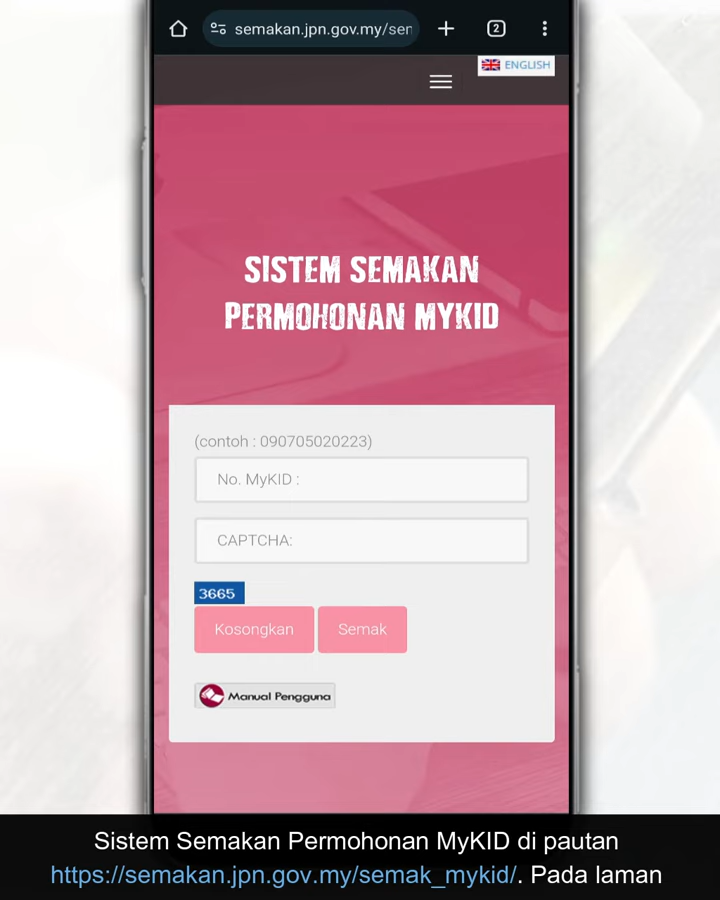 semakan.jpn.gov.my/sem
2
ENGLISH
SISTEM SEMAKAN
PERMOHONAN MYKID
(contoh : 090705020223)
No. MyKID :
CAPTCHA:
3665
Kosongkan Semak
Manual Pengguna
Sistem Semakan Permohonan MyKID di pautan
https://semakan.jpn.gov.my/semak_mykid/. Pada laman